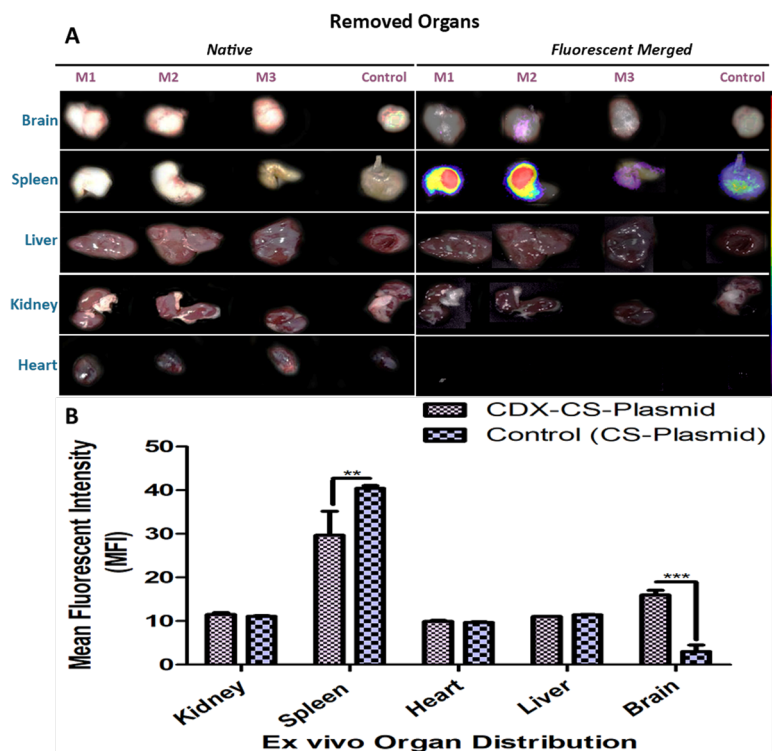 Removed Organs
A
Native Fluorescent Merged
M1 M2 M3 Control M1 M2 M3 Control
Brain
Spleen
Liver
Kidney
Heart
B
CDX-CS-Plasmid
Control (CS-Plasmid)
Mean Fluorescent Intensity
(MFI)
50
40
30
20
10
0
**
***
Kidney Spleen Heart Liver Brain
Ex vivo Organ Distribution